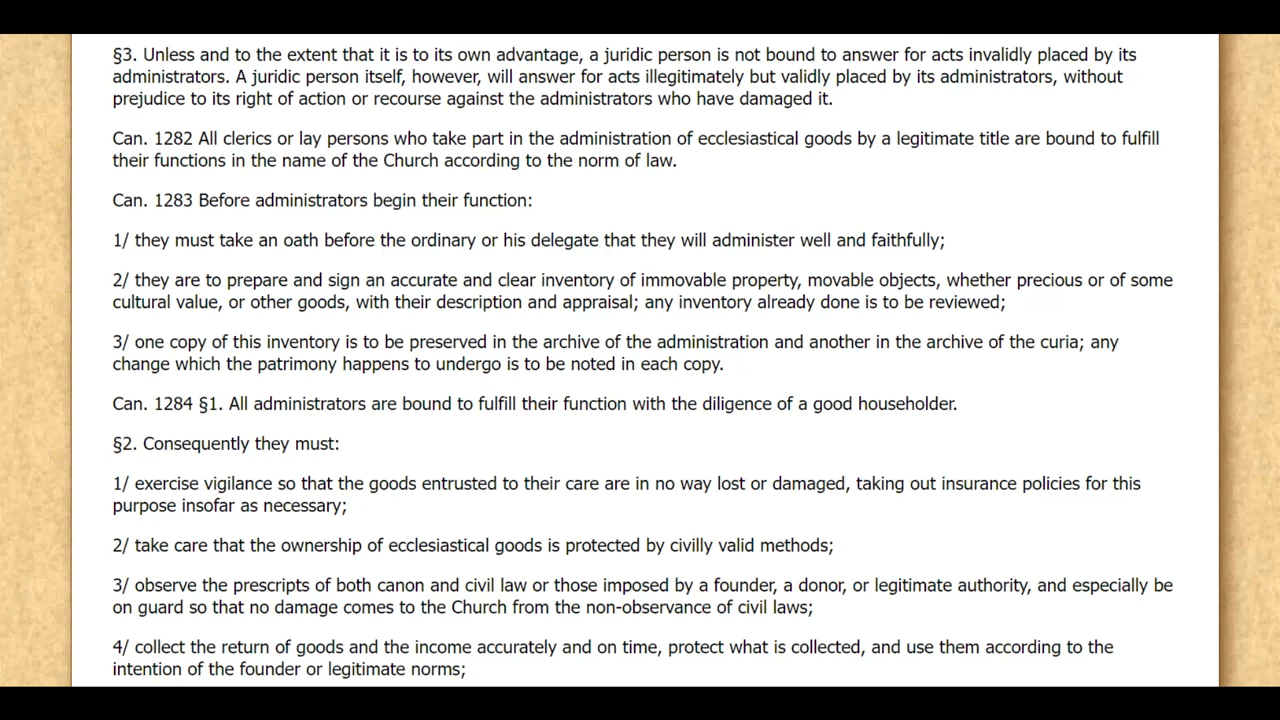 §3. Unless and to the extent that it is to its own advantage, a juridic person is not bound to answer for acts invalidly placed by its
administrators. A juridic person itself, however, will answer for acts illegitimately but validly placed by its administrators, without
prejudice to its right of action or recourse against the administrators who have damaged it.
Can. 1282 All clerics or lay persons who take part in the administration of ecclesiastical goods by a legitimate title are bound to fulfill
their functions in the name of the Church according to the norm of law.
Can. 1283 Before administrators begin their function:
1/ they must take an oath before the ordinary or his delegate that they will administer well and faithfully;
2/ they are to prepare and sign an accurate and clear inventory of immovable property, movable objects, whether precious or of some
cultural value, or other goods, with their description and appraisal; any inventory already done is to be reviewed;
3/ one copy of this inventory is to be preserved in the archive of the administration and another in the archive of the curia; any
change which the patrimony happens to undergo is to be noted in each copy.
Can. 1284 §1. All administrators are bound to fulfill their function with the diligence of a good householder.
§2. Consequently they must:
1/ exercise vigilance so that the goods entrusted to their care are in no way lost or damaged, taking out insurance policies for this
purpose insofar as necessary;
2/ take care that the ownership of ecclesiastical goods is protected by civilly valid methods;
3/ observe the prescripts of both canon and civil law or those imposed by a founder, a donor, or legitimate authority, and especially be
on guard so that no damage comes to the Church from the non-observance of civil laws;
4/ collect the return of goods and the income accurately and on time, protect what is collected, and use them according to the
intention of the founder or legitimate norms;